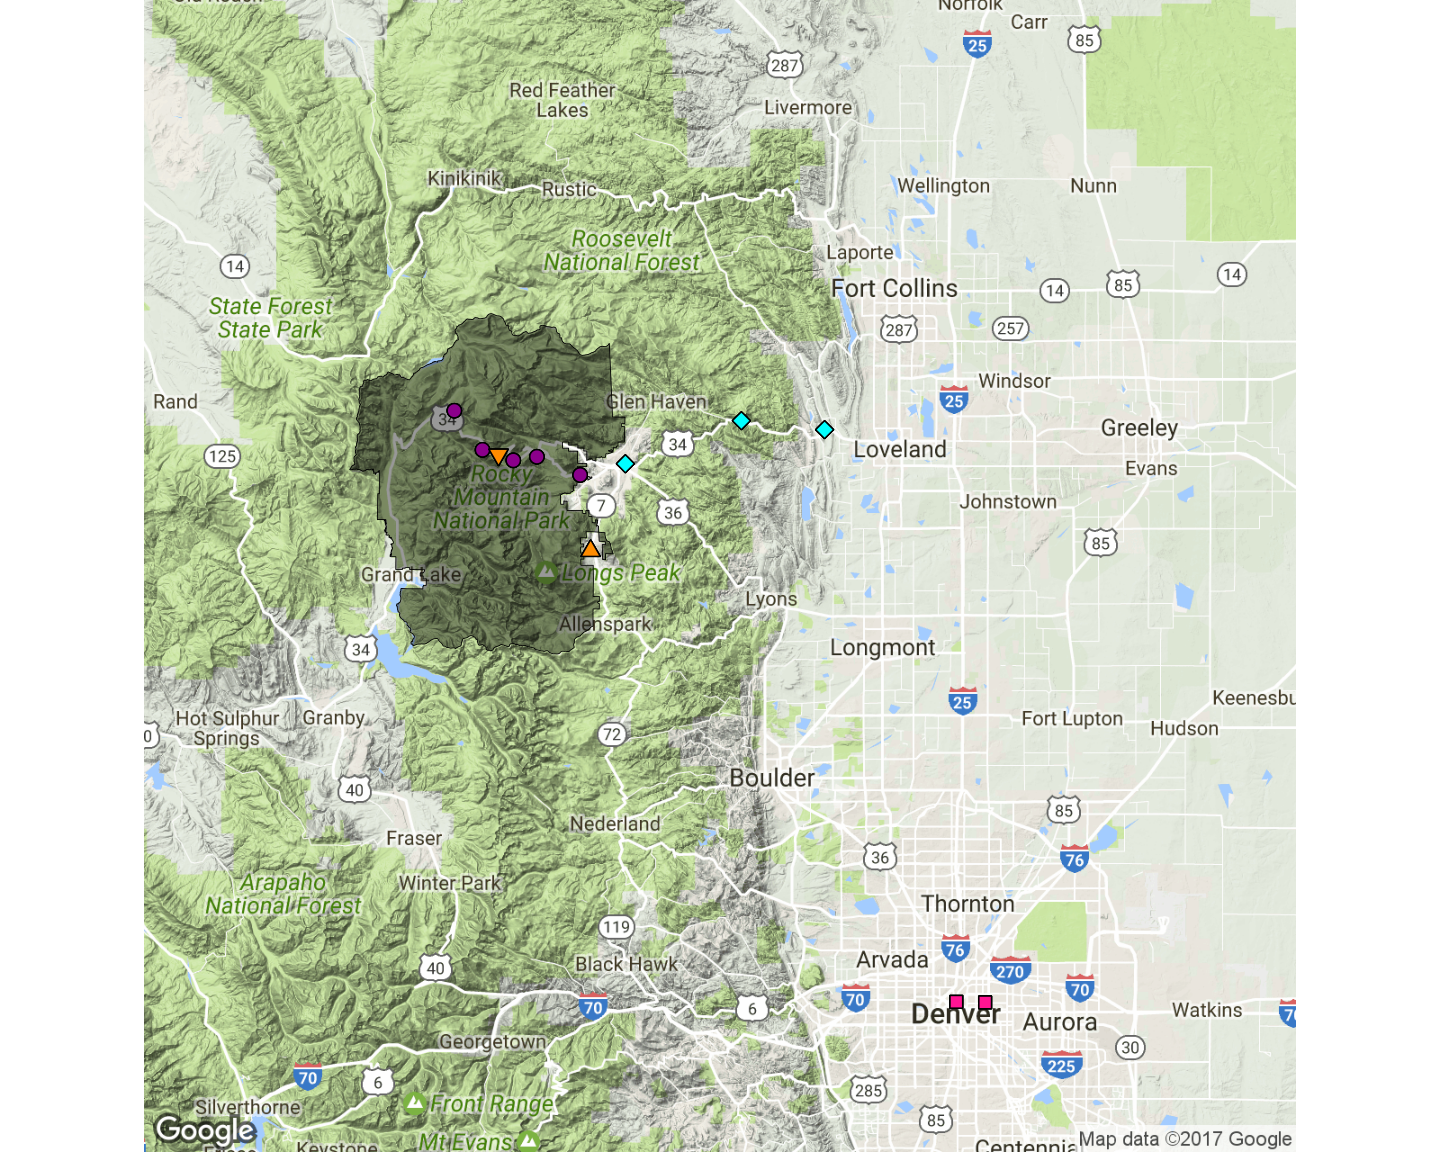 Norfolk
Carr
25
85
287
Red Feather
Lakes
Livermore
Kinikinik
Rustic
Wellington
Nunn
Roosevelt
National Forest
Laporte
14
State Forest
State Park
Fort Collins
14
85
14
287
257
Rand
34
Glen Haven
Windsor
25
125
34
Loveland
Greeley
Evans
Rocky
Mountain
National Park
7
36
Johnstown
85
Grand Lake
Longs Peak
Lyons
Allenspark
34
Longmont
25
Keenesbu
Hot Sulphur
Springs
Granby
Fort Lupton
Hudson
0
72
Boulder
40
85
Fraser
Nederland
36
76
Arapaho
National Forest
Winter Park
Thornton
119
76
Arvada
Black Hawk
40
270
70
70
70
6
Denver
Aurora
Watkins
70
Georgetown
30
70
6
225
285
Silverthorne
Front Range
85
Google
Mt Evans
Keystone
Centennia
Map data ©2017 Google